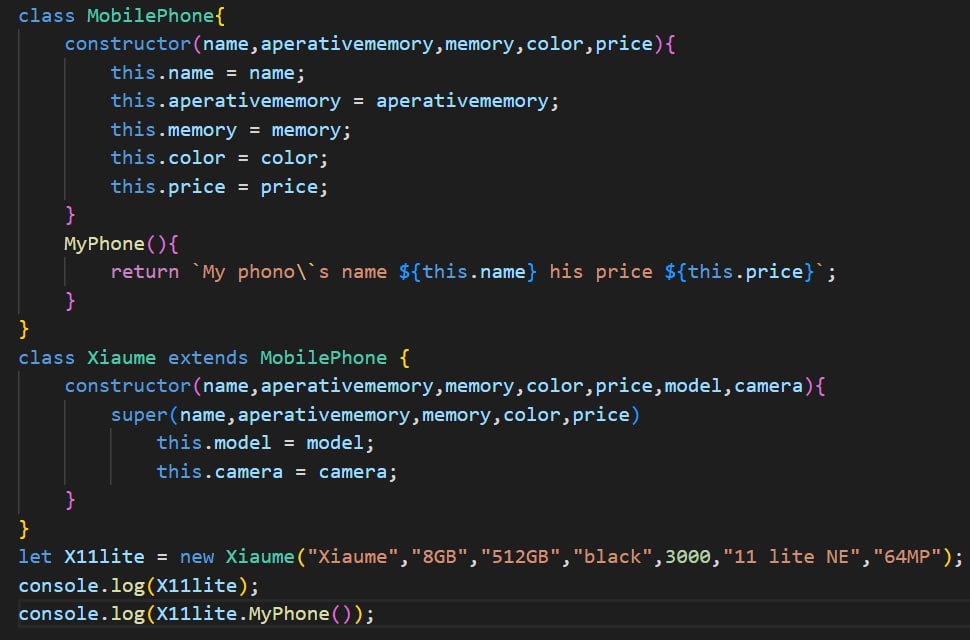 class MobilePhone{
    constructor(name,aperativememory,memory,color,price){
        this.name = name;
        this.aperativememory = aperativememory;
        this.memory = memory;
        this.color = color;
        this.price = price;
    }
    MyPhone(){
        return `My phono\`s name ${this.name} his price ${this.price}`;
    }
}
class Xiaume extends MobilePhone {
    constructor(name,aperativememory,memory,color,price,model,camera){
        super(name,aperativememory,memory,color,price)
            this.model = model;
            this.camera = camera;
    }
}
let X11lite = new Xiaume("Xiaume","8GB","512GB","black",3000,"11 lite NE","64MP");
console.log(X11lite);
console.log(X11lite.MyPhone());